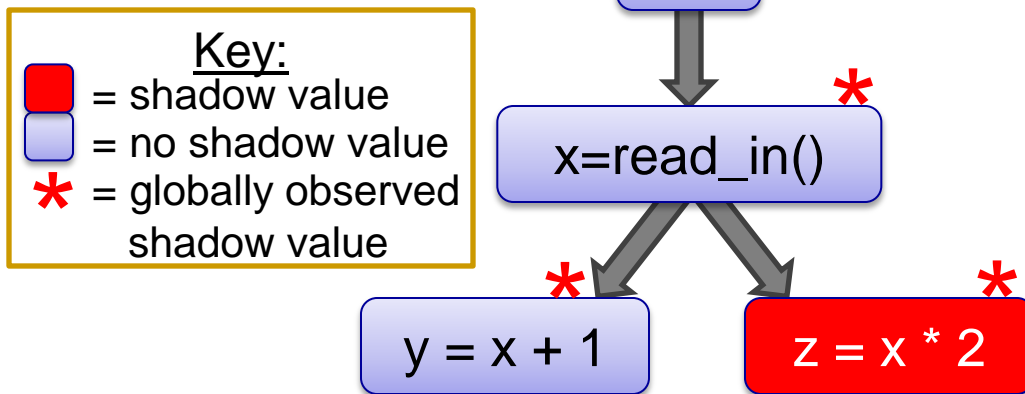 Key:
= shadow value
= no shadow value
* = globally observed
shadow value
*
x=read_in()
*
*
y = x + 1
z = x * 2